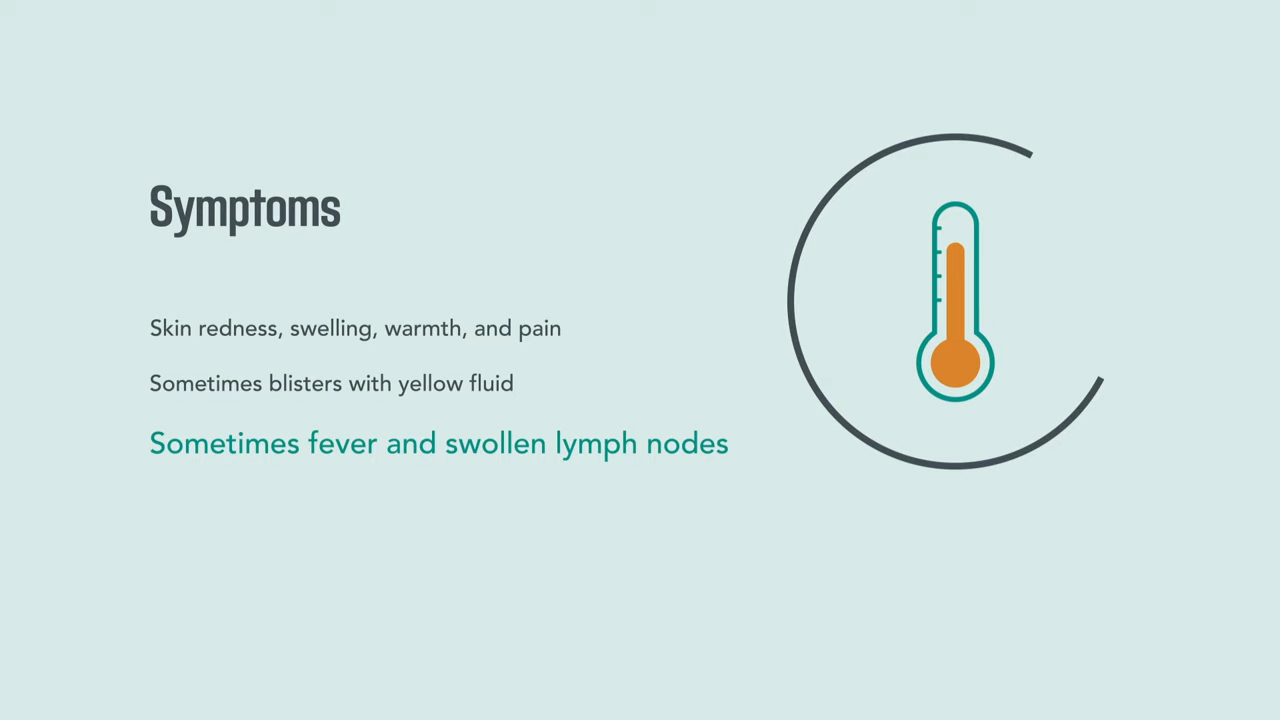 Symptoms
Skin redness, swelling, warmth, and pain
Sometimes blisters with yellow fluid
Sometimes fever and swollen lymph nodes